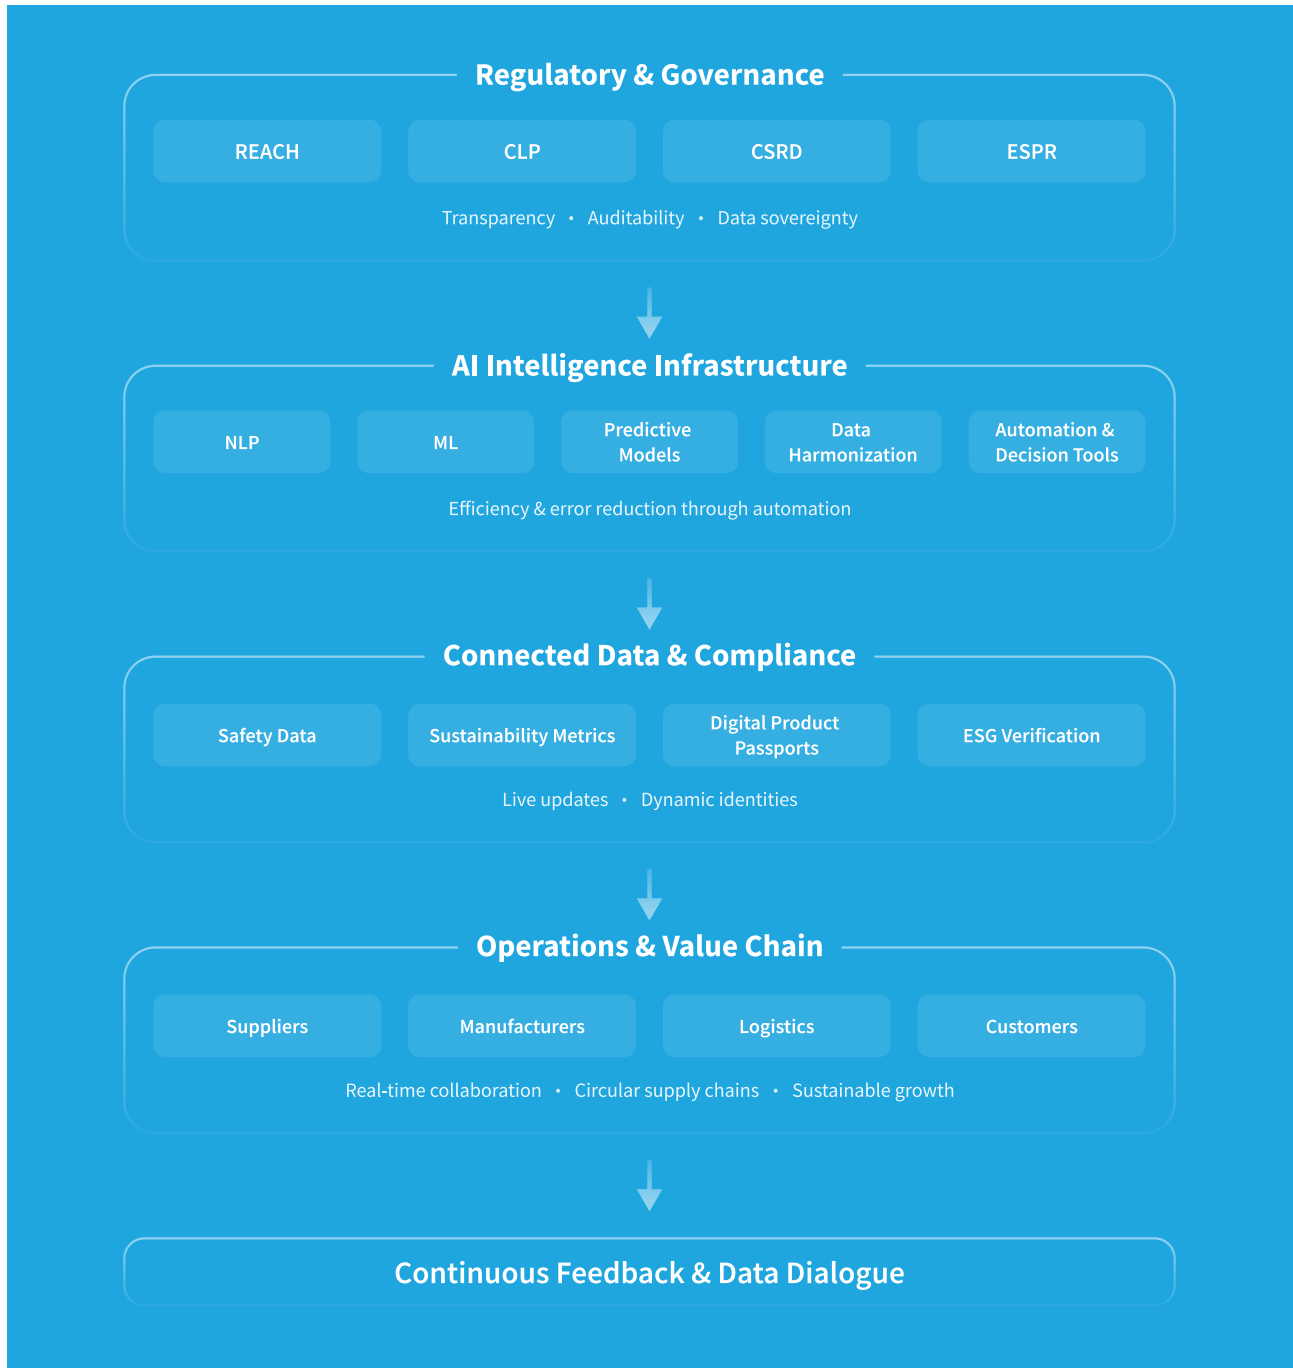 Regulatory & Governance
REACH
CLP
CSRD
ESPR
Transparency • Auditability • Data sovereignty
AI Intelligence Infrastructure
NLP
ML
Predictive
Models
Data
Harmonization
Automation &
Decision Tools
Efficiency & error reduction through automation
Connected Data & Compliance
Safety Data
Sustainability Metrics
Digital Product
Passports
ESG Verification
Live updates • Dynamic identities
Operations & Value Chain
Suppliers
Manufacturers
Logistics
Customers
Real-time collaboration • Circular supply chains • Sustainable growth
Continuous Feedback & Data Dialogue